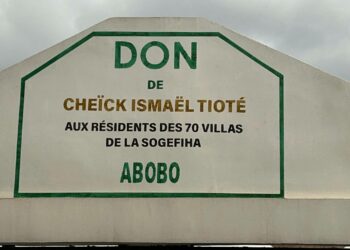 DON
DE
CHEÏCK ISMAËL TIOTÉ
AUX RÉSIDENTS DES 70 VILLAS
DE LA SOGEFIHA
ABOBO